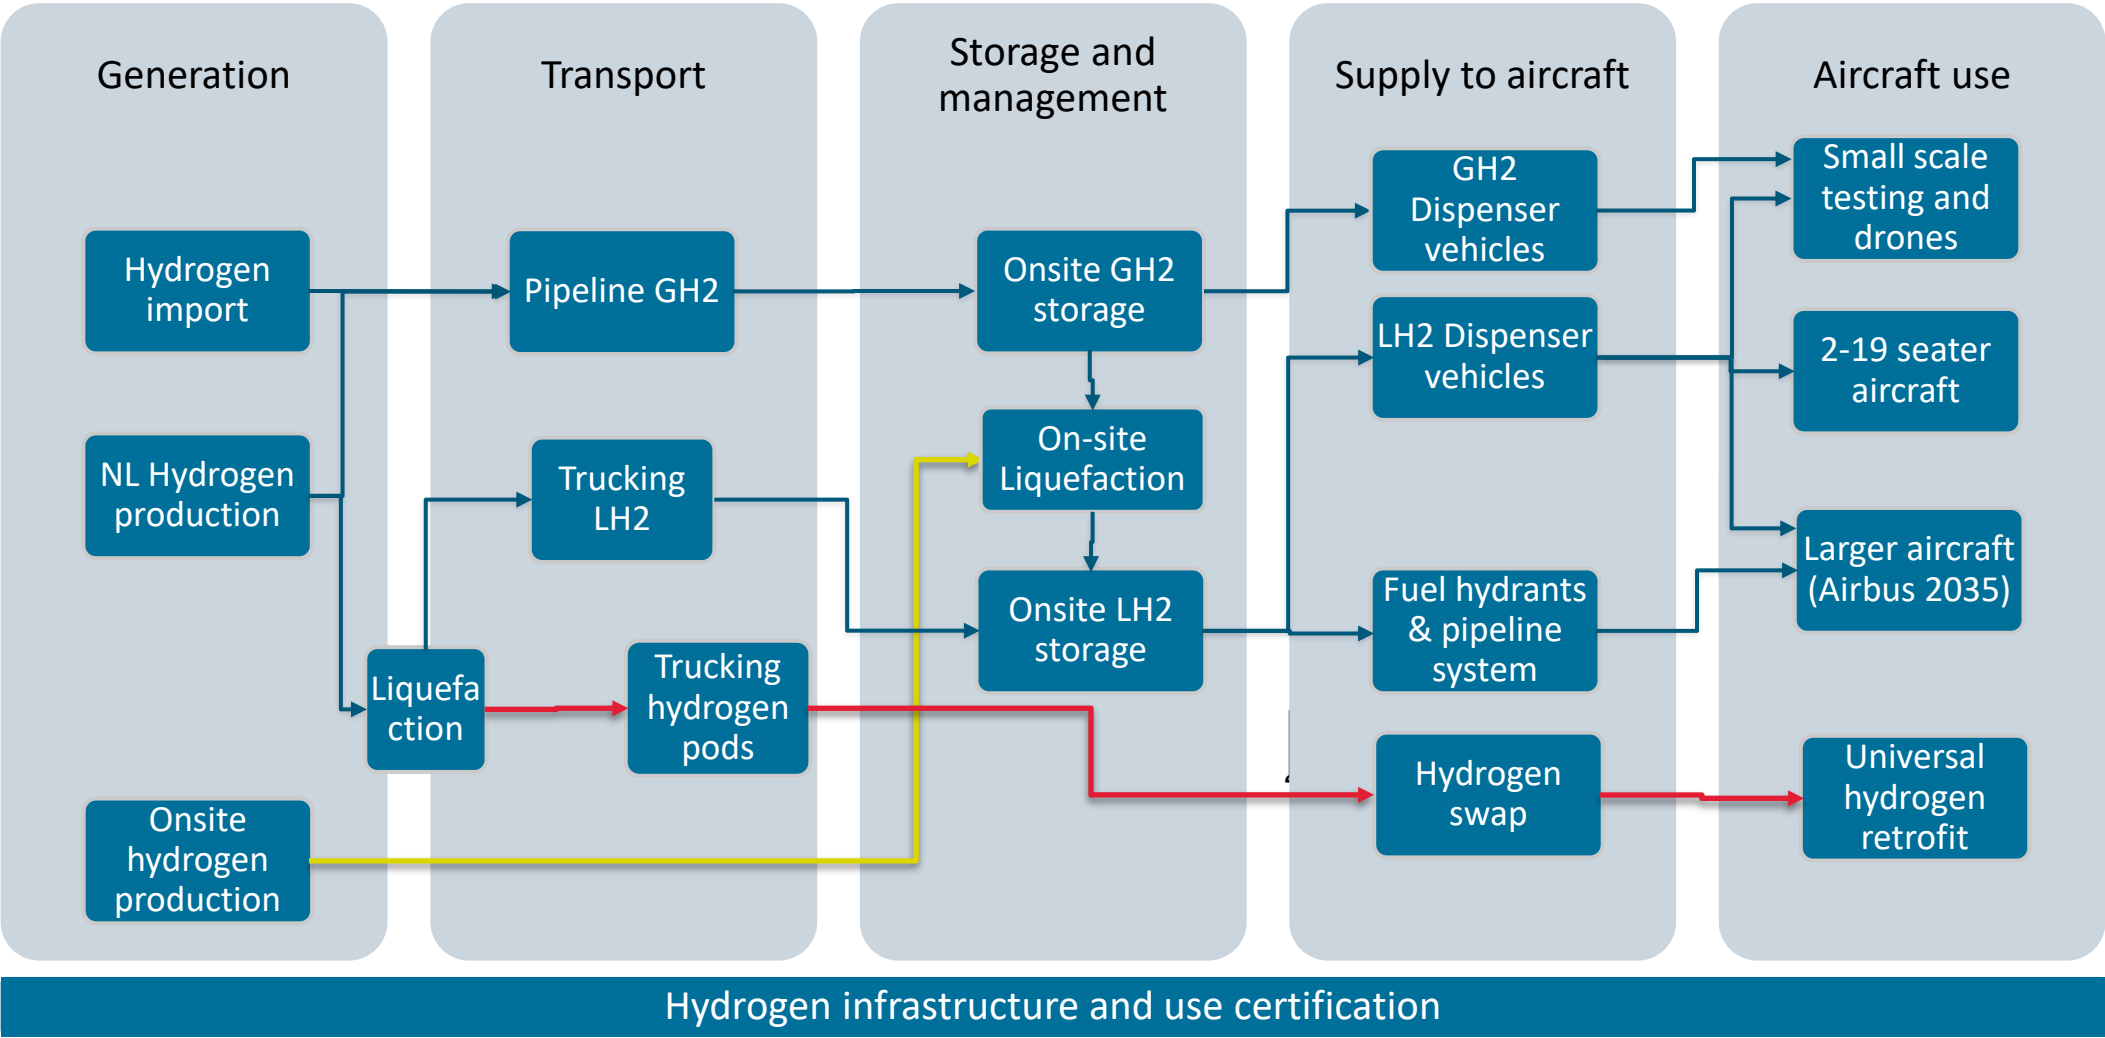 Generation
Hydrogen
import
NL Hydrogen
production
Onsite
hydrogen
production
Liquefa
ction
Transport
Pipeline GH2
Trucking
LH2
Trucking
hydrogen
pods
Storage and
management
Onsite GH2
storage
On-site
Liquefaction
Onsite LH2
storage
Supply to aircraft
GH2
Dispenser
vehicles
LH2 Dispenser
vehicles
Fuel hydrants
& pipeline
system
Hydrogen
swap
Aircraft use
Small scale
testing and
drones
2-19 seater
aircraft
Larger aircraft
(Airbus 2035)
Universal
hydrogen
retrofit
Hydrogen infrastructure and use certification